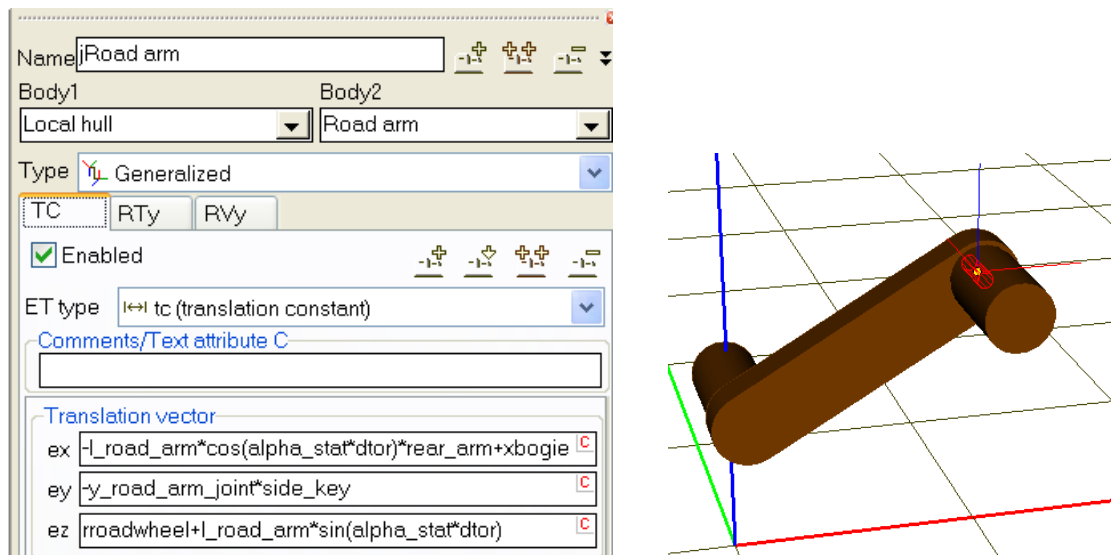 Name jRoad arm
Body1 Body2
Local hull Road arm
Type Generalized
TC RTy RVy
Enabled
ET type tc (translation constant)
Comments/Text attribute C
Translation vector
ex -l_road_arm*cos(alpha_stat*dtor)*rear_arm+xbogie C
ey -y_road_arm_joint*side_key C
ez rroadwheel+l_road_arm*sin(alpha_stat*dtor) C